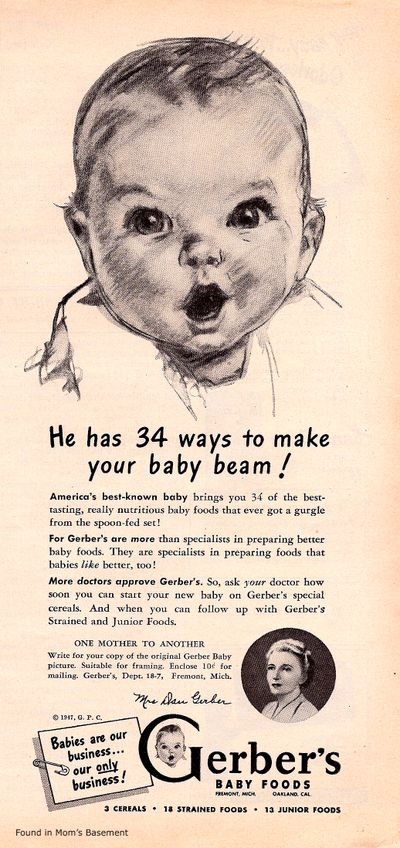 He has 34 ways to make
your baby beam!
America's best-known baby brings you 34 of the best-
tasting, really nutritious baby foods that ever got a gurgle
from the spoon-fed set!
For Gerber's are more than specialists in preparing better
baby foods. They are specialists in preparing foods that
babies like better, too!
More doctors approve Gerber's. So, ask your doctor how
soon you can start your new baby on Gerber's special
cereals. And when you can follow up with Gerber's
Strained and Junior Foods.
ONE MOTHER TO ANOTHER
Write for your copy of the original Gerber Baby
picture. Suitable for framing. Enclose 10¢ for
mailing. Gerber's, Dept. 18-7, Fremont, Mich.
Mrs Dan Gerber
© 1947, G. P. C.
Babies are our
business...
our only
business!
Gerber's
BABY FOODS
FREMONT, MICH. OAKLAND, CAL.
3 CEREALS • 18 STRAINED FOODS • 13 JUNIOR FOODS
Found in Mom's Basement